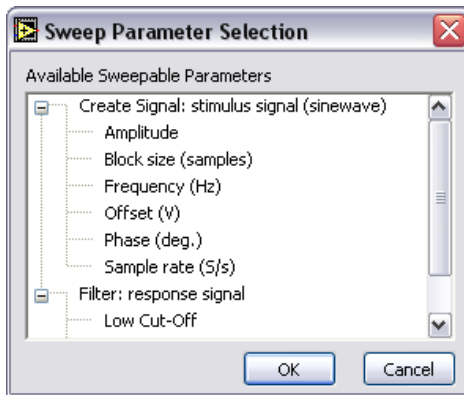 Sweep Parameter Selection
Available Sweepable Parameters
Create Signal: stimulus signal (sinewave)
Amplitude
Block size (samples)
Frequency (Hz)
Offset (V)
Phase (deg.)
Sample rate (S/s)
Filter: response signal
Low Cut-Off
OK Cancel